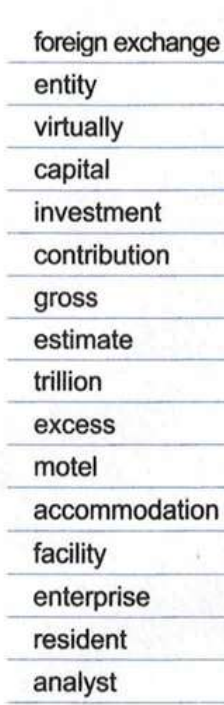 foreign exchange
entity
virtually
capital
investment
contribution
gross
estimate
trillion
excess
motel
accommodation
facility
enterprise
resident
analyst